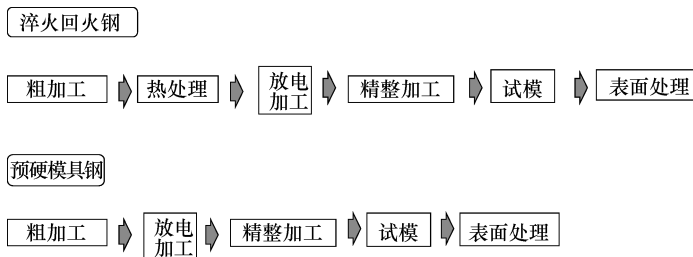 淬火回火钢
粗加工
热处理
放电
加工
精整加工
试模
表面处理
预硬模具钢
粗加工
放电
加工
精整加工
试模
表面处理